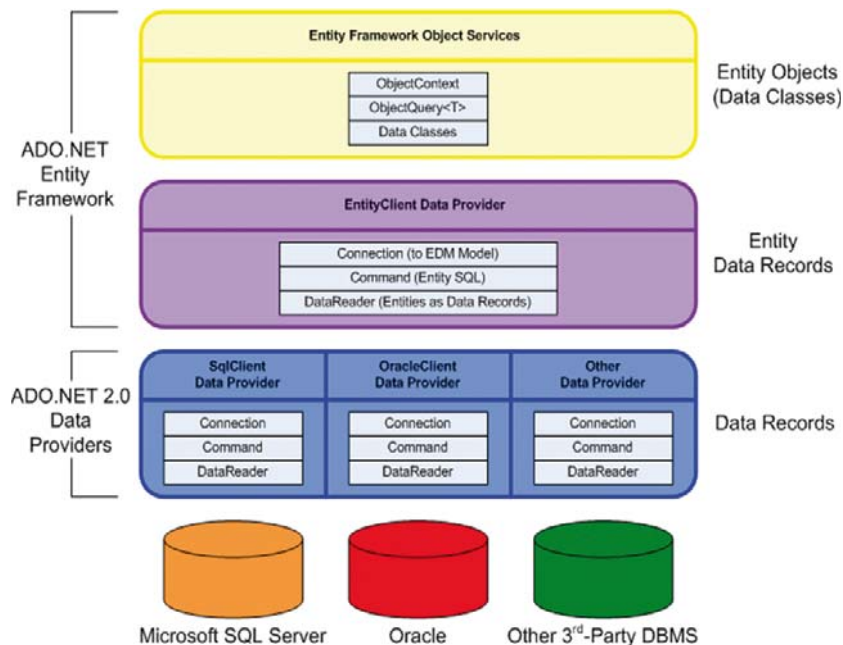 Entity Framework Object Services
ObjectContext
ObjectQuery<T>
Data Classes
Entity Objects
(Data Classes)
ADO.NET
Entity
Framework
EntityClient Data Provider
Connection (to EDM Model)
Command (Entity SQL)
DataReader (Entities as Data Records)
Entity
Data Records
ADO.NET 2.0
Data
Providers
SqlClient
Data Provider
Connection
Command
DataReader
OracleClient
Data Provider
Connection
Command
DataReader
Other
Data Provider
Connection
Command
DataReader
Data Records
Microsoft SQL Server
Oracle
Other 3rd-Party DBMS